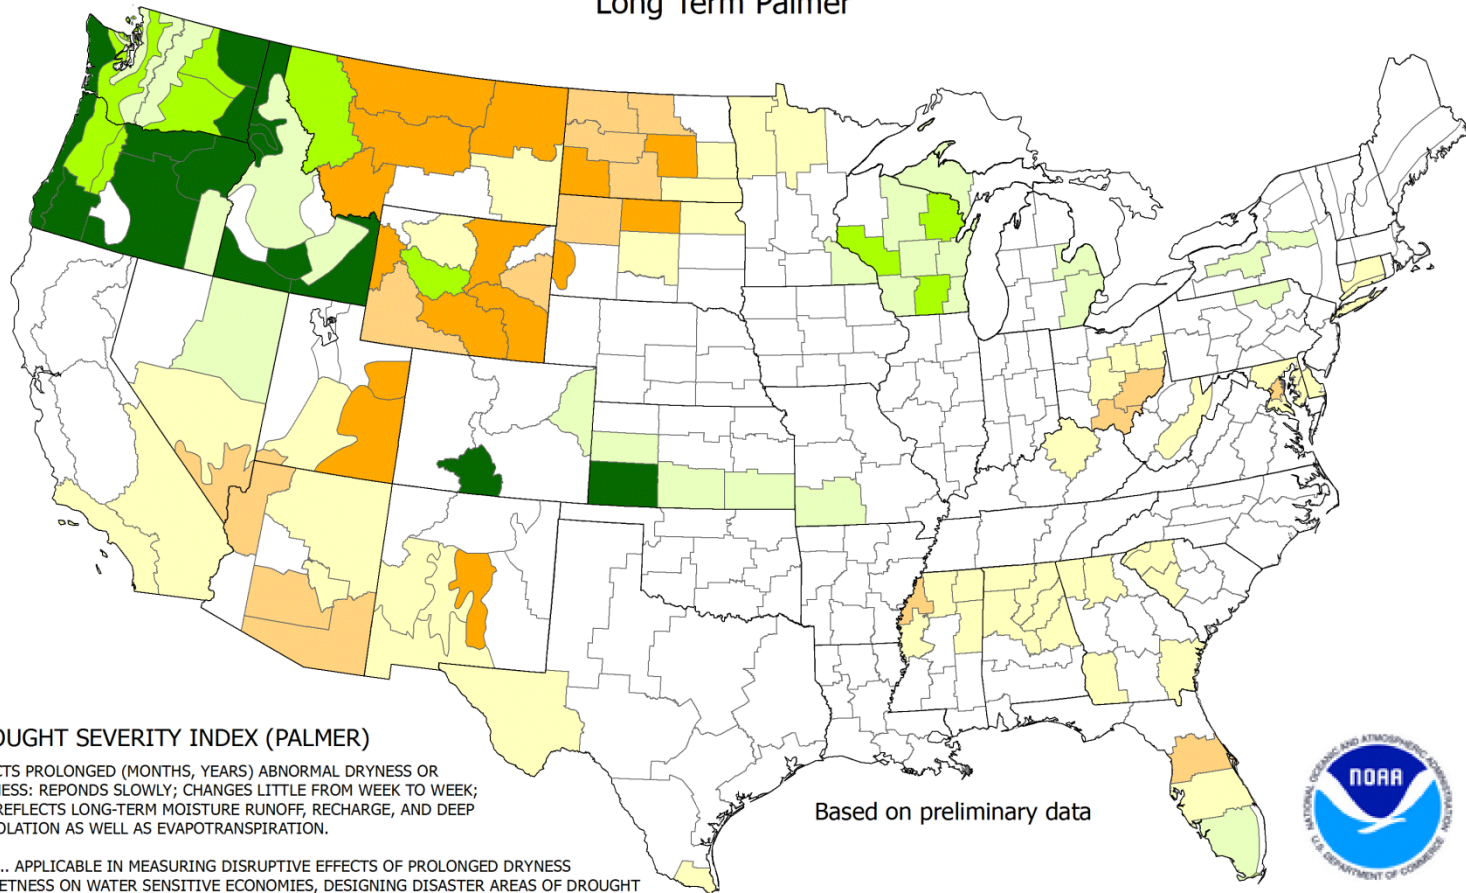 Long Term Palmer
OUGHT SEVERITY INDEX (PALMER)
CTS PROLONGED (MONTHS, YEARS) ABNORMAL DRYNESS OR
NESS: REPONDS SLOWLY; CHANGES LITTLE FROM WEEK TO WEEK;
REFLECTS LONG-TERM MOISTURE RUNOFF, RECHARGE, AND DEEP
OLATION AS WELL AS EVAPOTRANSPIRATION.
... APPLICABLE IN MEASURING DISRUPTIVE EFFECTS OF PROLONGED DRYNESS
ETNESS ON WATER SENSITIVE ECONOMIES, DESIGNING DISASTER AREAS OF DROUGHT
Based on preliminary data
NATIONAL OCEANIC AND ATMOSPHERIC ADMINISTRATION
NOAA
U.S. DEPARTMENT OF COMMERCE